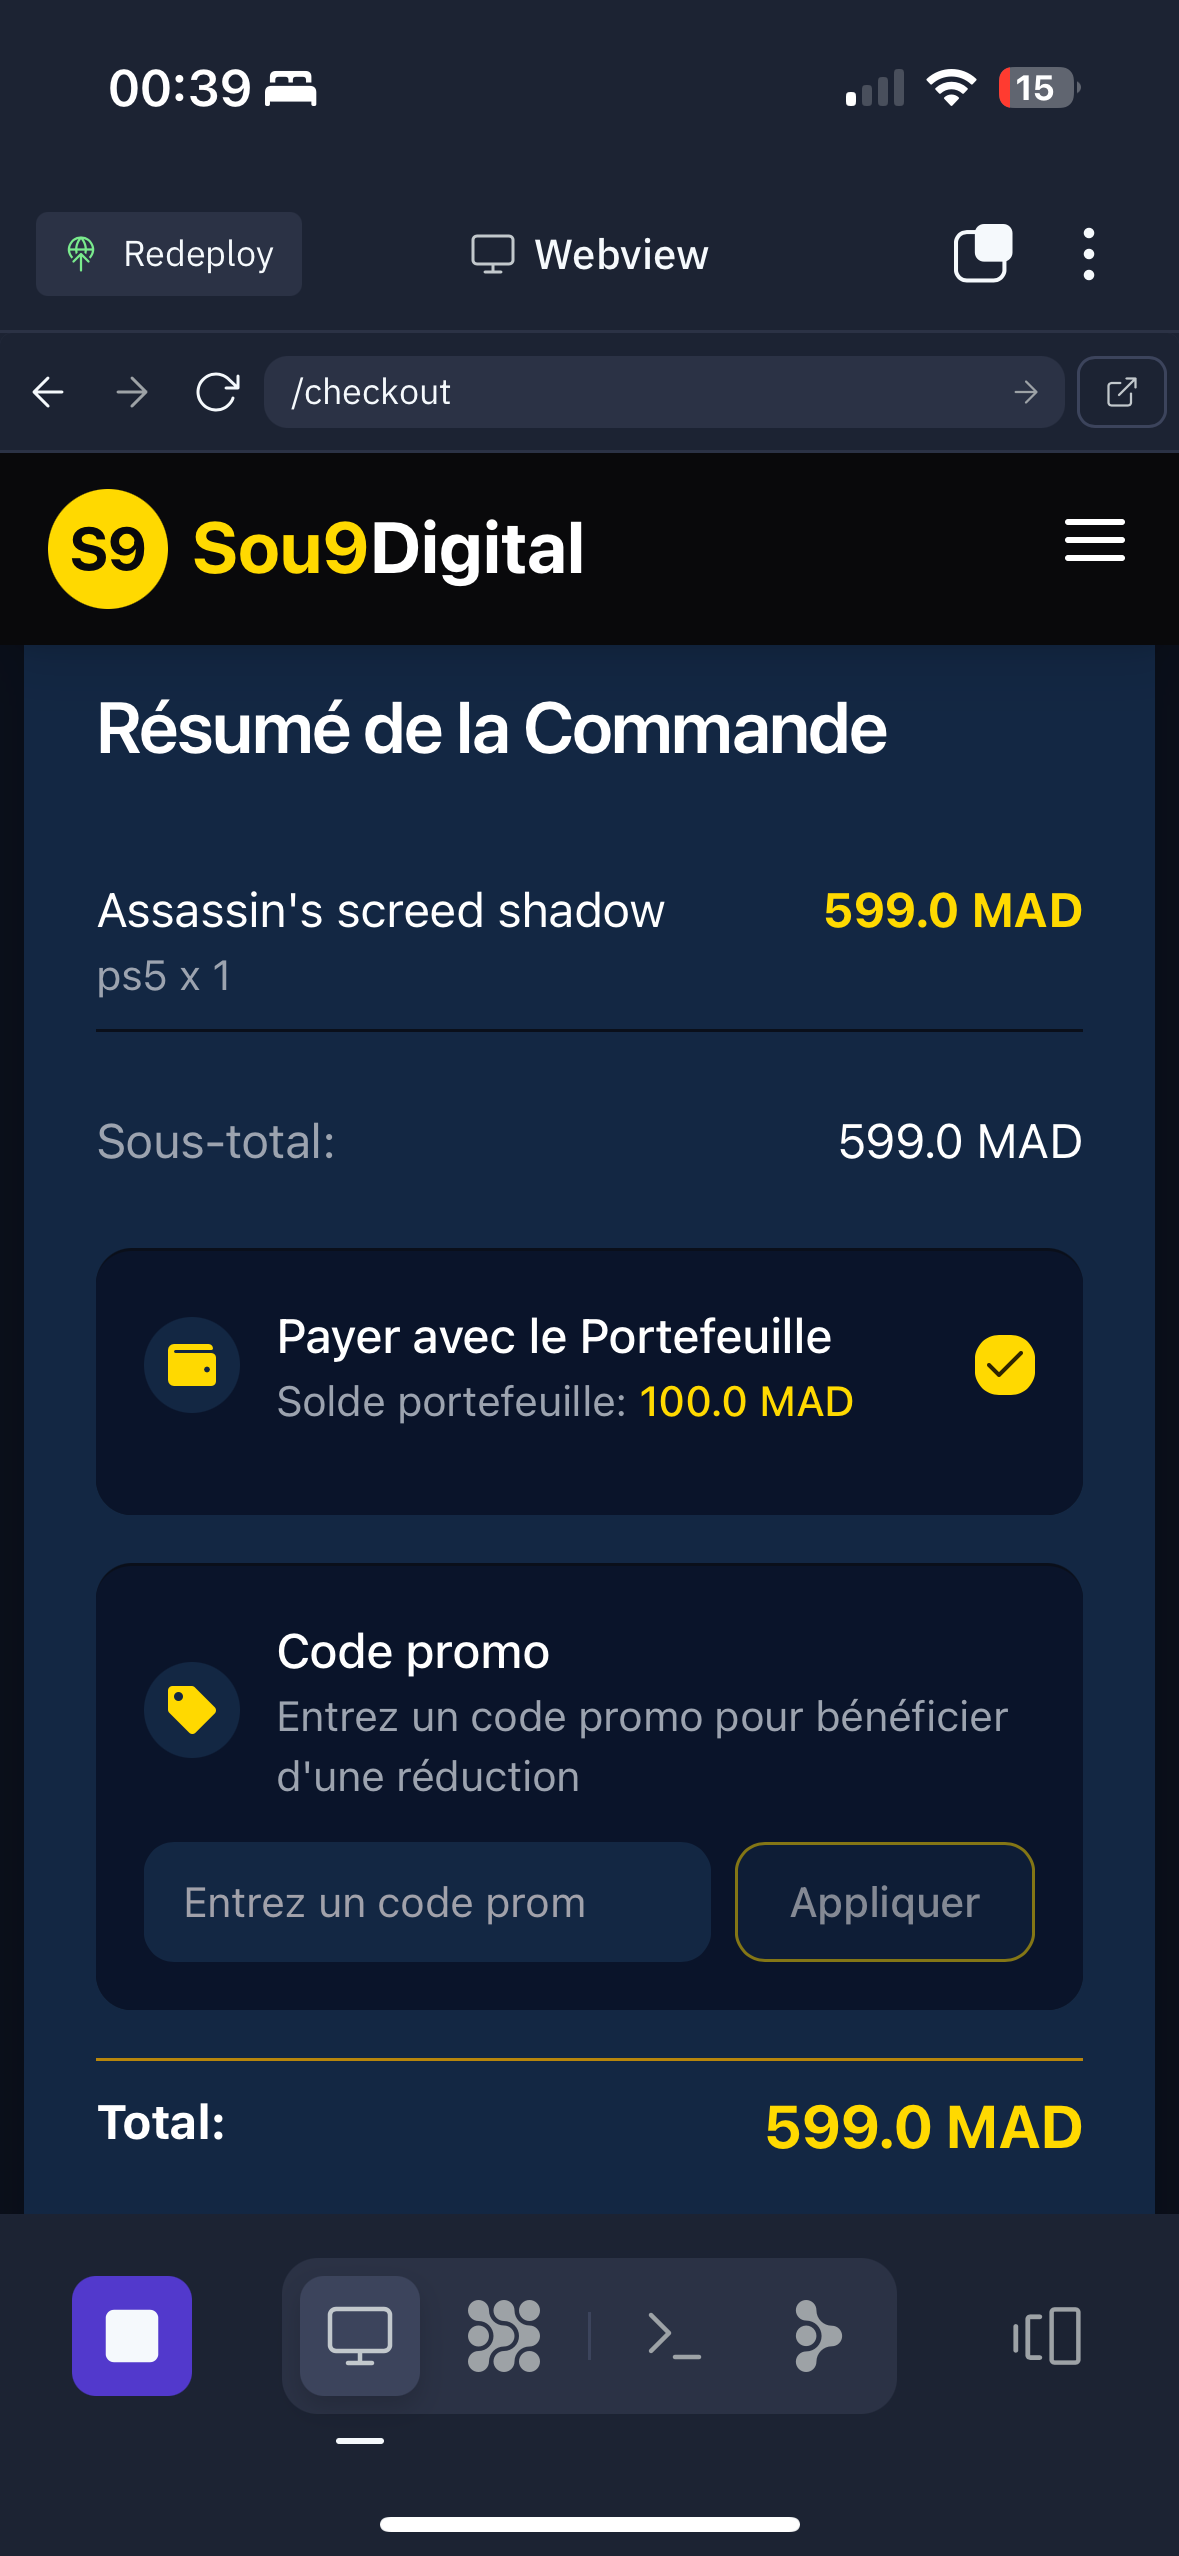 00:39
15
Redeploy
Webview
/checkout
S9 Sou9Digital
Résumé de la Commande
Assassin's screed shadow 599.0 MAD
ps5 x 1
Sous-total: 599.0 MAD
Payer avec le Portefeuille
Solde portefeuille: 100.0 MAD
Code promo
Entrez un code promo pour bénéficier
d'une réduction
Entrez un code prom
Appliquer
Total: 599.0 MAD